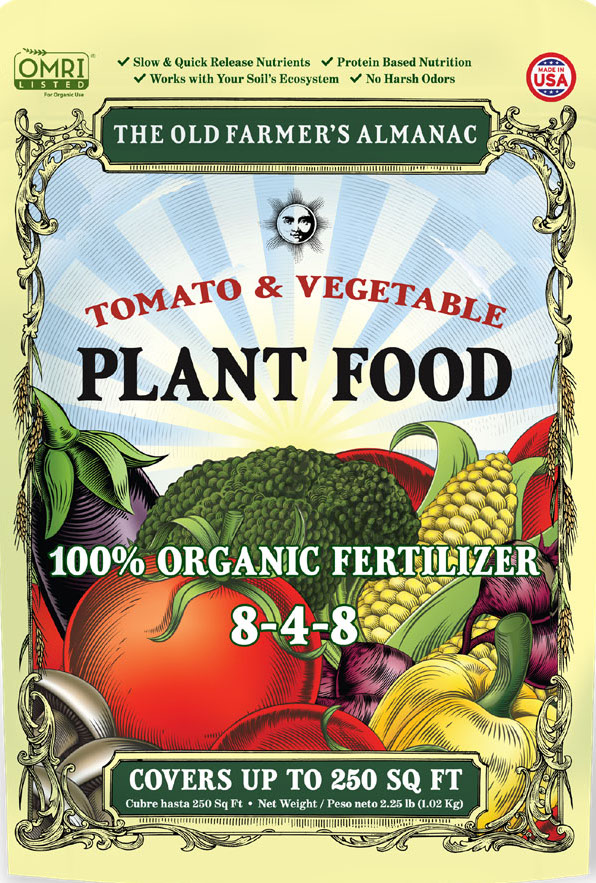 OMRI
LISTED
For Organic Use
✓ Slow & Quick Release Nutrients ✓ Protein Based Nutrition
✓ Works with Your Soil's Ecosystem ✓ No Harsh Odors
MADE IN
USA
THE OLD FARMER'S ALMANAC
TOMATO & VEGETABLE
PLANT FOOD
100% ORGANIC FERTILIZER
8-4-8
COVERS UP TO 250 SQ FT
Cubre hasta 250 Sq Ft • Net Weight / Peso neto 2.25 lb (1.02 Kg)